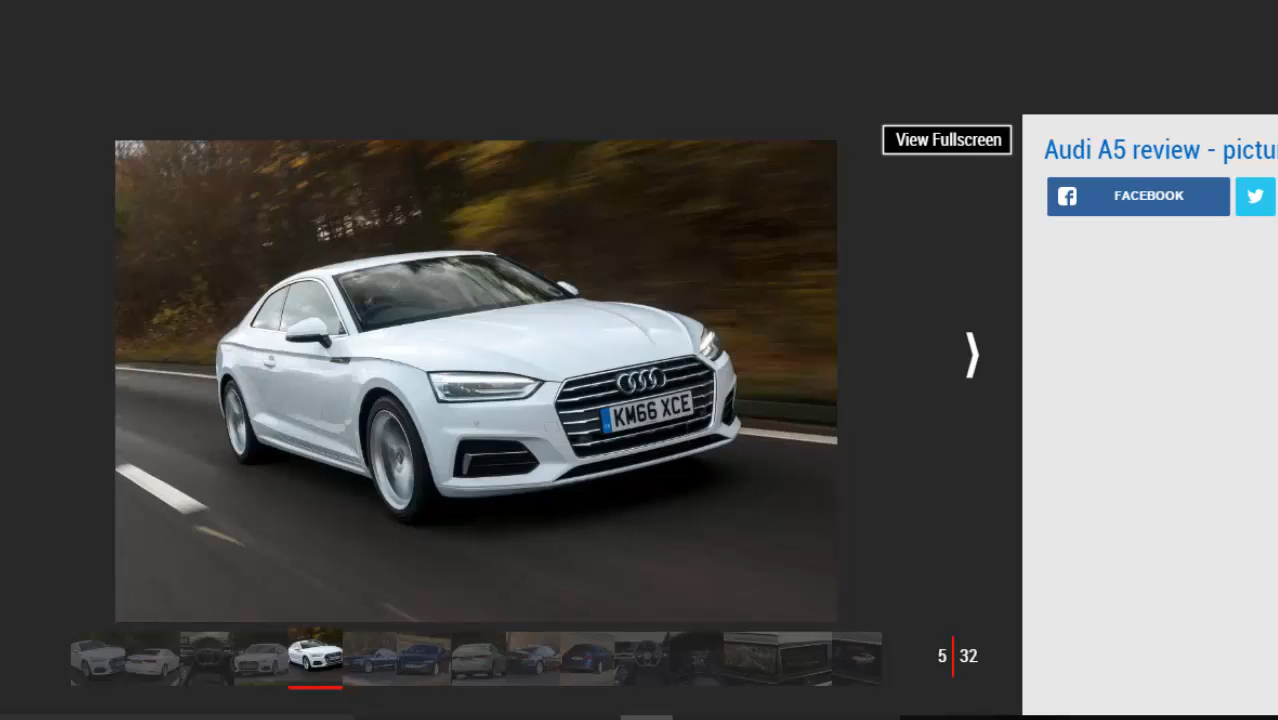 View Fullscreen
Audi A5 review - pictu
FACEBOOK
KM66 XCE
5 32